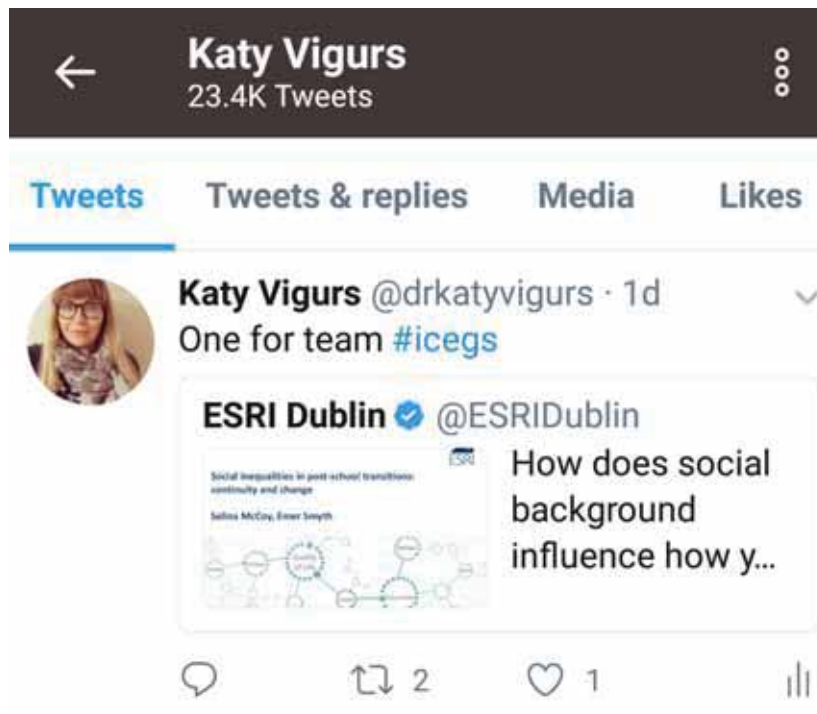 Katy Vigurs
23.4K Tweets
Tweets Tweets & replies Media Likes
Katy Vigurs @drkatyvigurs · 1d
One for team #icegs
ESRI Dublin @ESRIDublin
ESRI
Social inequalities in post-school transitions:
continuity and change
Selina McCoy, Emer Smyth
How does social
background
influence how y...
2 1